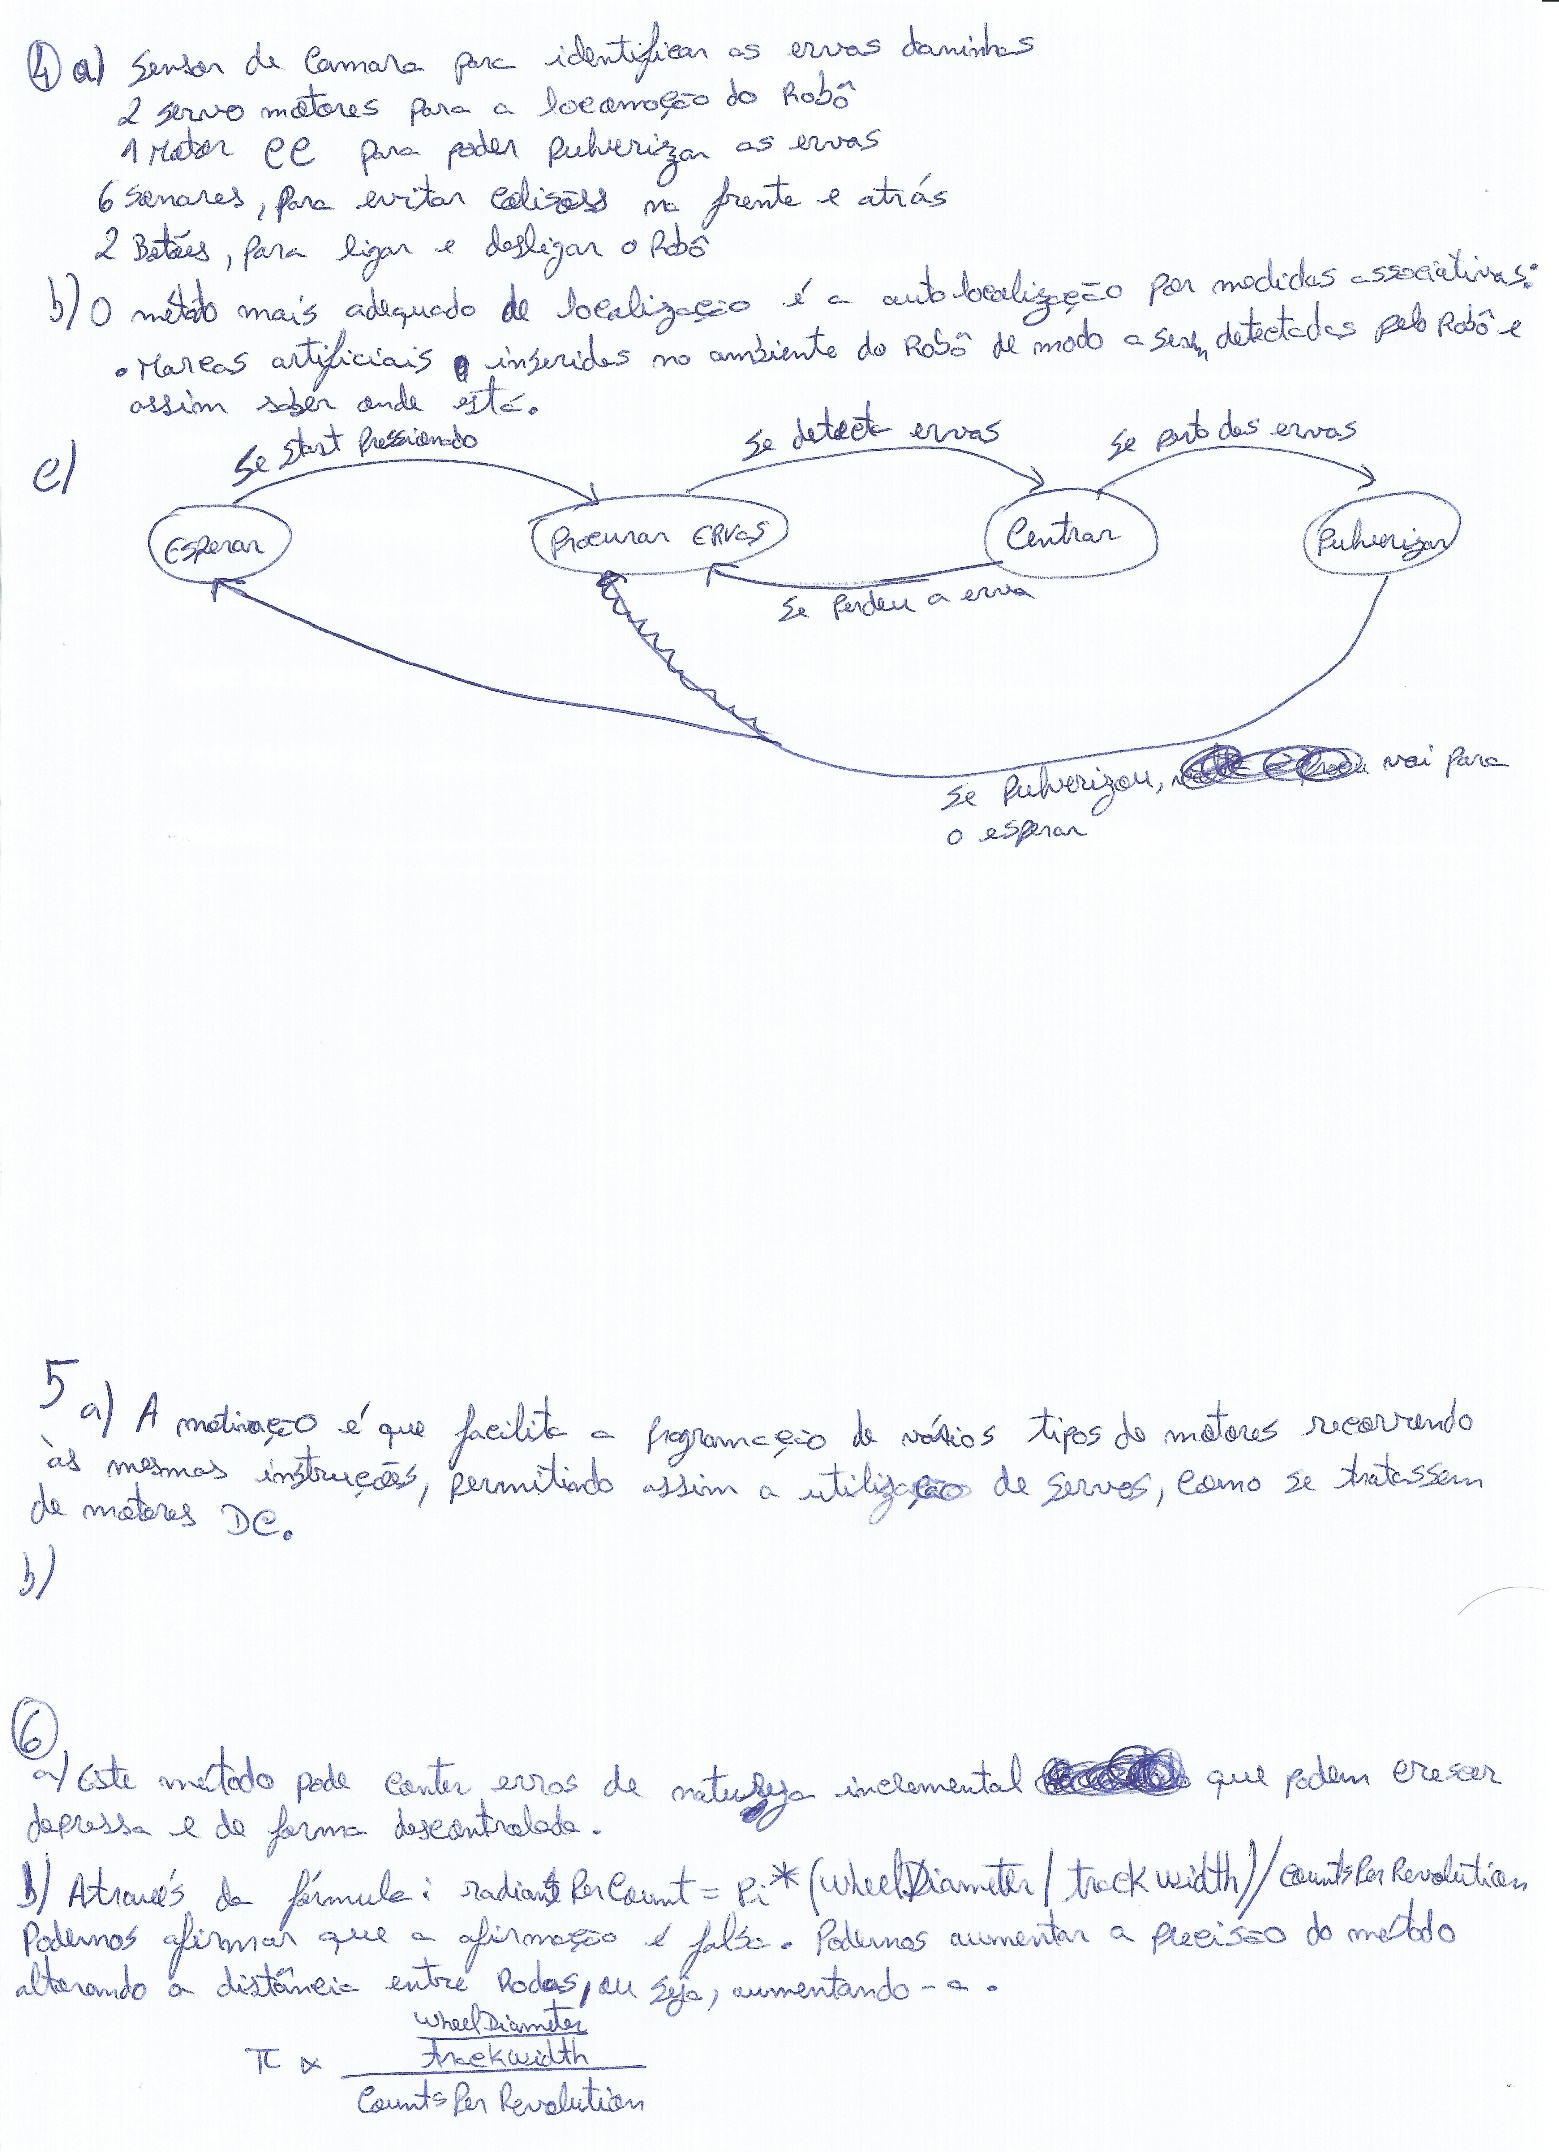 4 a) Sensor de Camara para identificar as ervas daninhas
2 servo motores para a locomoção do Robô
1 Motor CC para poder Pulverizar as ervas
6 Sonares, para evitar colisões na frente e atrás
2 Botões, para ligar e desligar o Robô
b) O método mais adequado de localização é a auto localização por medidas associativas:
• Marcas artificiais inseridas no ambiente do Robô de modo a serem detectadas pelo Robô e
assim saber onde está.
c)
Se Start Pressionado
Se detecta ervas
Se perto das ervas
Esperar
Procurar ERVAS
Centrar
Pulverizar
Se Perdeu a erva
Se Pulverizou, vai para
o esperar
5 a) A motivação é que facilita a programação de vários tipos de motores recorrendo
às mesmas instruções, permitindo assim a utilização de servos, como se tratassem
de motores DC.
b)
6
a) Este método pode conter erros de natureza incremental que podem crescer
depressa e de forma descontrolada.
b) Através da fórmula: radiansPerCount = Pi * (wheelDiameter / trackwidth) / countsPerRevolution
Podemos afirmar que a afirmação é falsa. Podemos aumentar a precisão do método
alterando a distância entre Rodas, ou seja, aumentando-a.
wheelDiameter
π × trackwidth
CountsPerRevolution